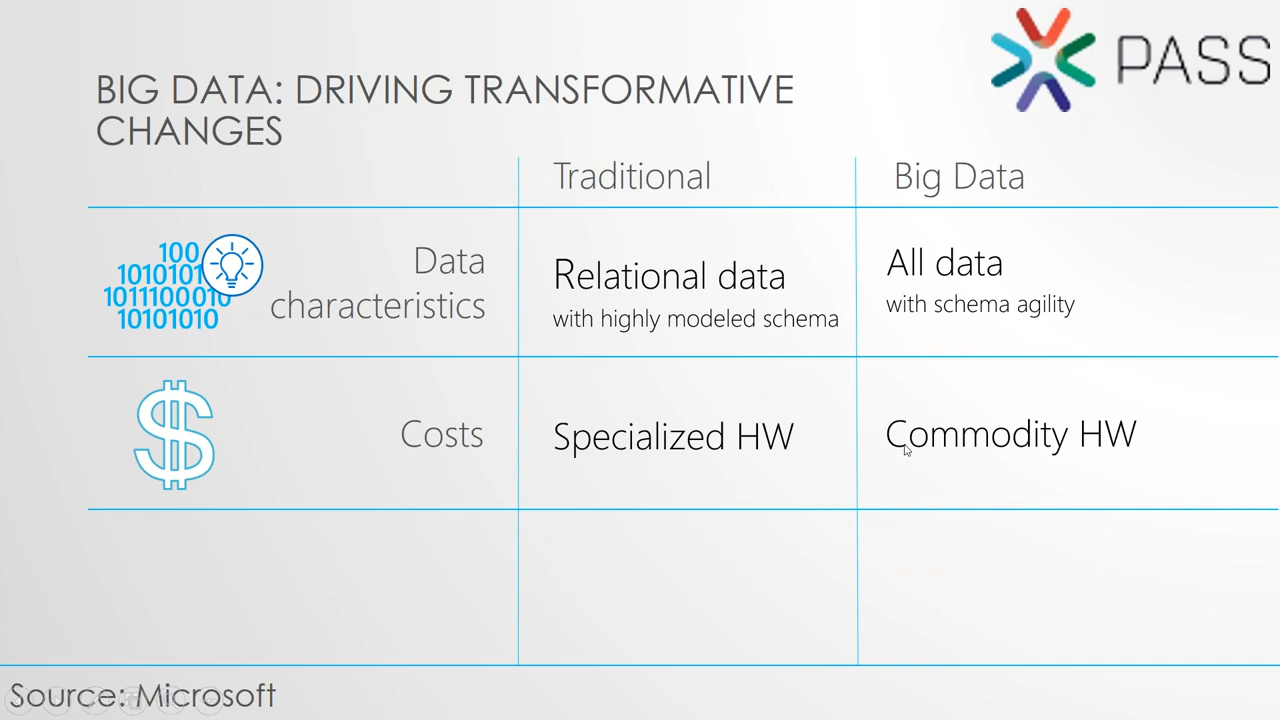 PASS
BIG DATA: DRIVING TRANSFORMATIVE
CHANGES
Traditional
Big Data
100
1010101
1011100010
10101010
Data
characteristics
Relational data
with highly modeled schema
All data
with schema agility
$
Costs
Specialized HW
Commodity HW
Source: Microsoft